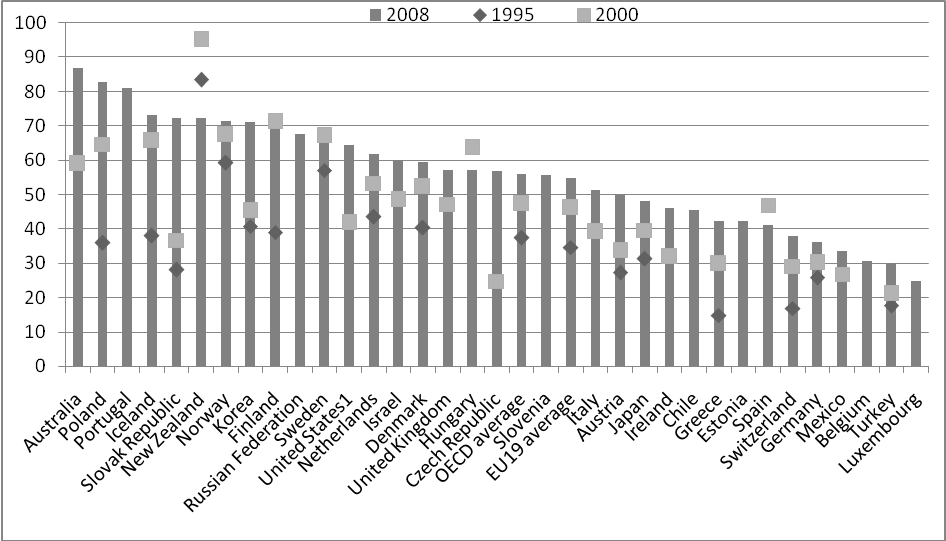 2008 1995 2000
100
90
80
70
60
50
40
30
20
10
0
Australia
Poland
Portugal
Iceland
Slovak Republic
New Zealand
Norway
Korea
Finland
Russian Federation
Sweden
United States1
Netherlands
Israel
Denmark
United Kingdom
Hungary
Czech Republic
OECD average
Slovenia
EU19 average
Italy
Austria
Japan
Ireland
Chile
Greece
Estonia
Spain
Switzerland
Germany
Mexico
Belgium
Turkey
Luxembourg